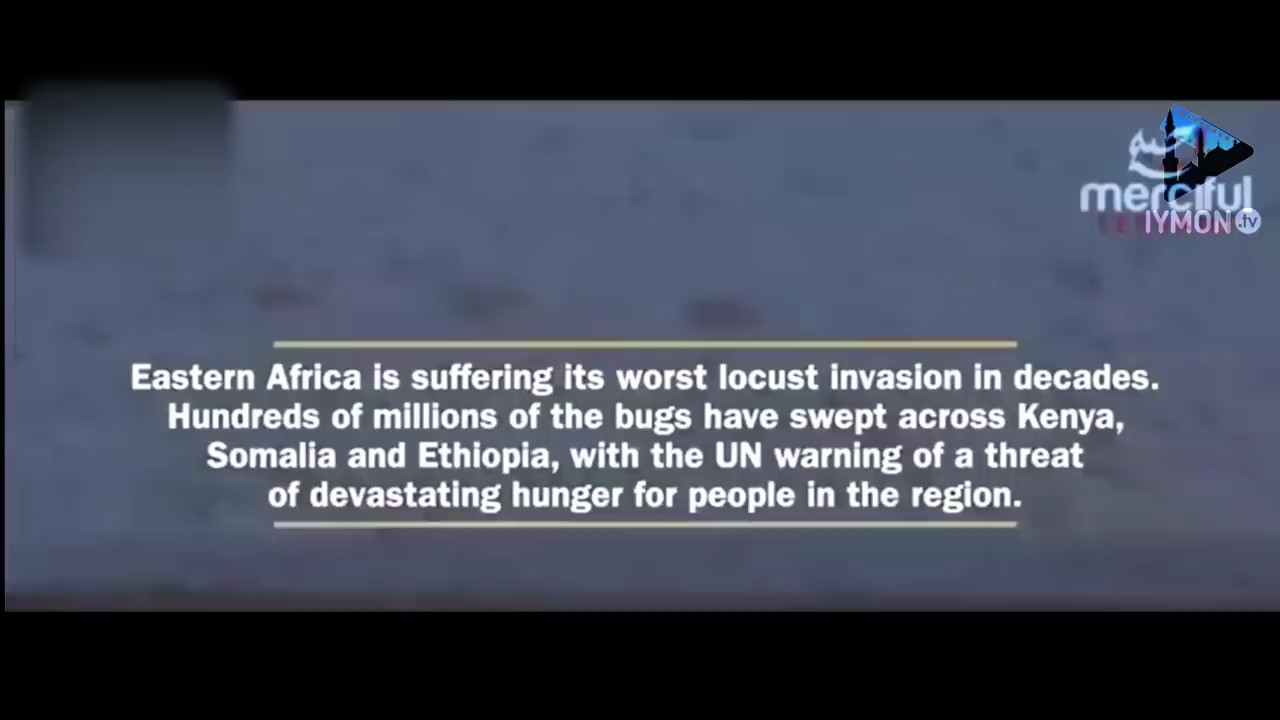 merciful
IYMON.tv
Eastern Africa is suffering its worst locust invasion in decades.
Hundreds of millions of the bugs have swept across Kenya,
Somalia and Ethiopia, with the UN warning of a threat
of devastating hunger for people in the region.